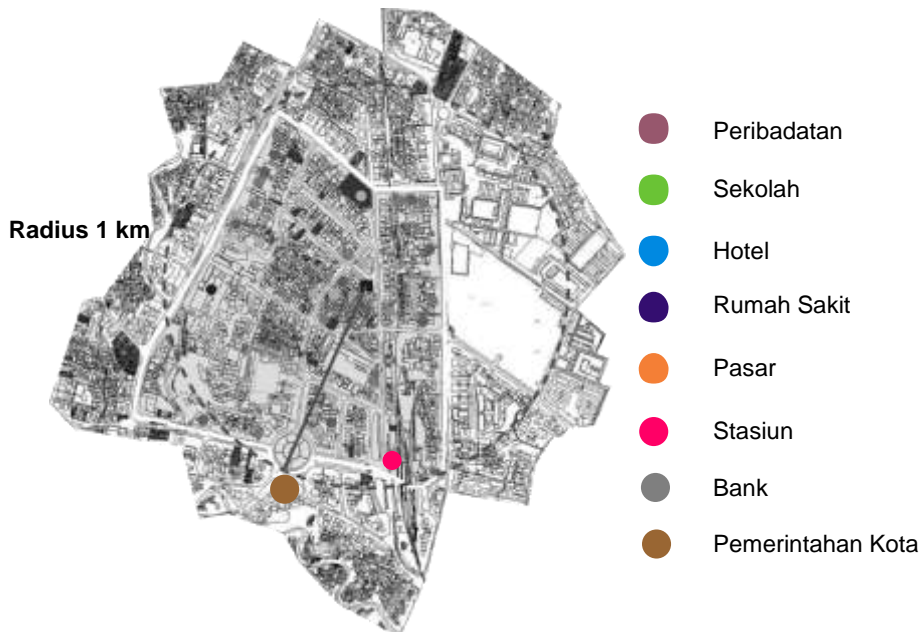 Radius 1 km
Peribadatan
Sekolah
Hotel
Rumah Sakit
Pasar
Stasiun
Bank
Pemerintahan Kota